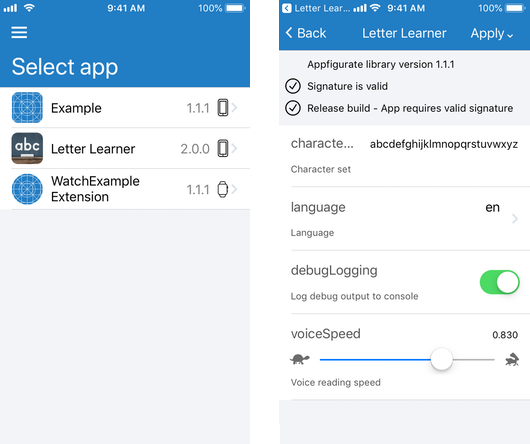 9:41 AM
100%
Select app
Example
1.1.1
abc
Letter Learner
2.0.0
WatchExample
Extension
1.1.1
Letter Lear...
9:41 AM
100%
Back
Letter Learner
Apply
Appfigurate library version 1.1.1
Signature is valid
Release build - App requires valid signature
characte...
abcdefghijklmnopqrstuvwxyz
Character set
language
en
Language
debugLogging
Log debug output to console
voiceSpeed
0.830
Voice reading speed